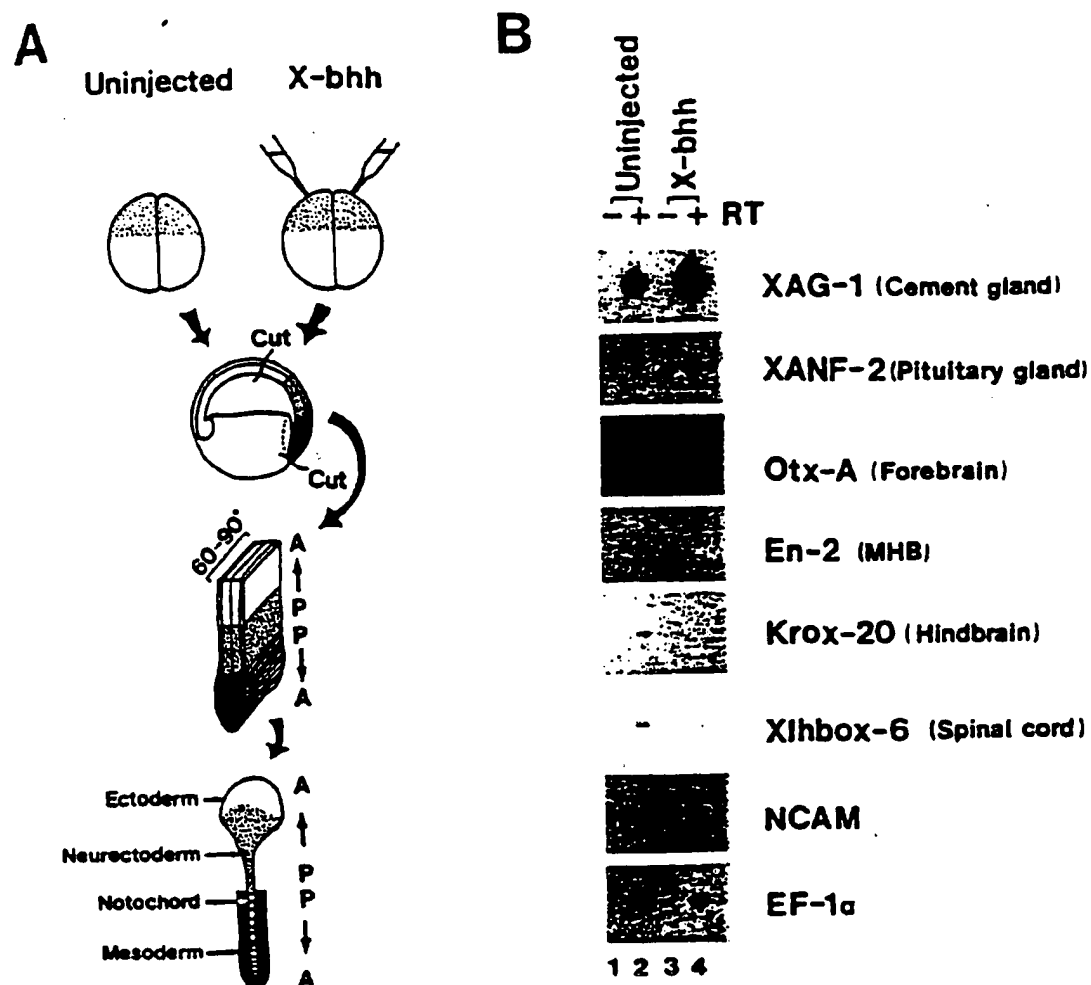 A
Uninjected X-bhh
Cut
Cut
60-90°
A
P
P
A
Ectoderm
Neurectoderm
Notochord
Mesoderm
A
P
P
A
B
Uninjected
X-bhh
- + - + RT
XAG-1 (Cement gland)
XANF-2 (Pituitary gland)
Otx-A (Forebrain)
En-2 (MHB)
Krox-20 (Hindbrain)
Xlhbox-6 (Spinal cord)
NCAM
EF-1α
1 2 3 4